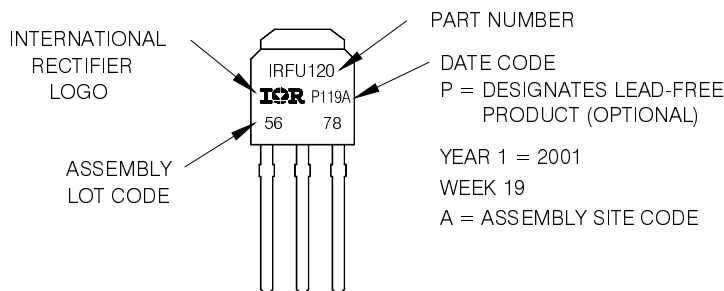 INTERNATIONAL
RECTIFIER
LOGO
ASSEMBLY
LOT CODE
IRFU120
IOR P119A
56 78
PART NUMBER
DATE CODE
P = DESIGNATES LEAD-FREE
PRODUCT (OPTIONAL)
YEAR 1 = 2001
WEEK 19
A = ASSEMBLY SITE CODE